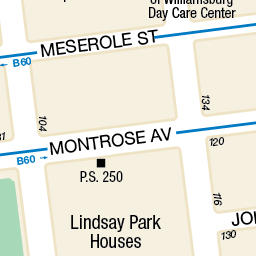 of Williamsburg
Day Care Center
MESEROLE ST
B60
134
104
MONTROSE AV
120
B60
P.S. 250
116
Lindsay Park
Houses
130